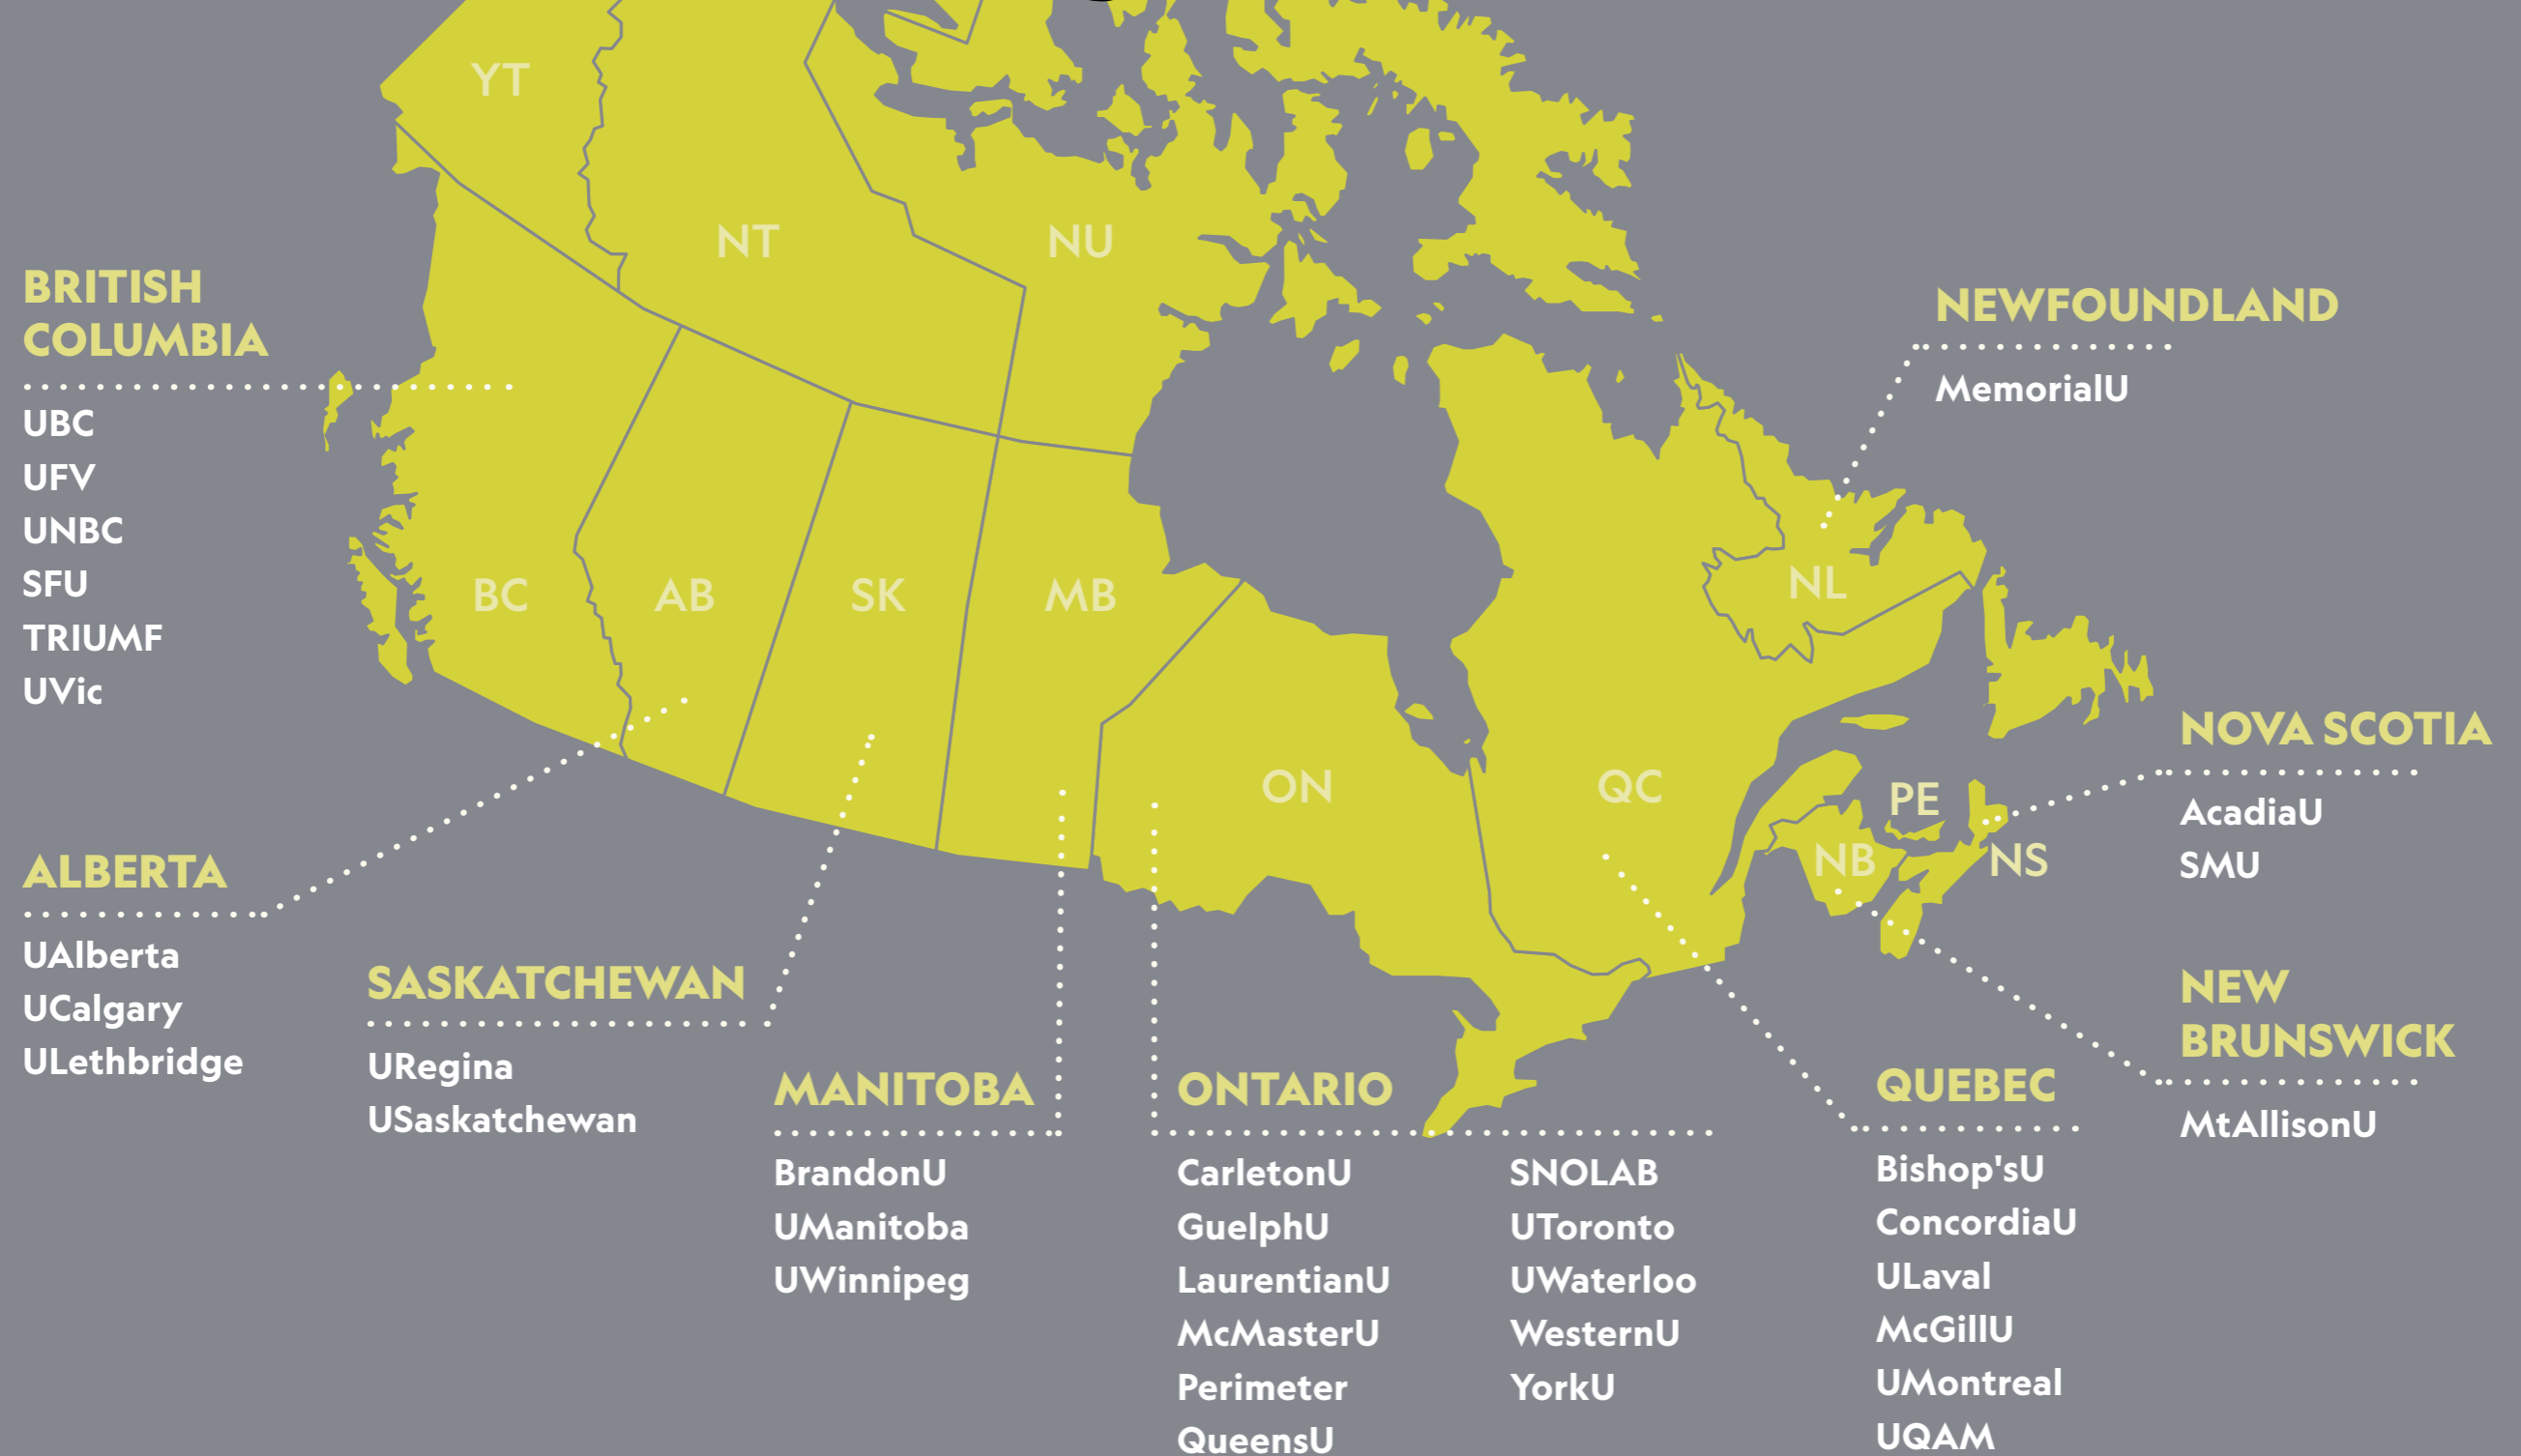 YT
NT
NU
BC
AB
SK
MB
ON
QC
NL
PE
NB
NS
BRITISH
COLUMBIA
UBC
UFV
UNBC
SFU
TRIUMF
UVic
ALBERTA
UAlberta
UCalgary
ULethbridge
SASKATCHEWAN
URegina
USaskatchewan
MANITOBA
BrandonU
UManitoba
UWinnipeg
ONTARIO
CarletonU
GuelphU
LaurentianU
McMasterU
Perimeter
QueensU
SNOLAB
UToronto
UWaterloo
WesternU
YorkU
QUEBEC
Bishop'sU
ConcordiaU
ULaval
McGillU
UMontreal
UQAM
NEW
BRUNSWICK
MtAllisonU
NOVA SCOTIA
AcadiaU
SMU
NEWFOUNDLAND
MemorialU